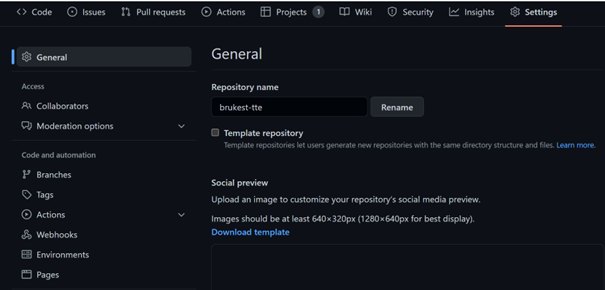 Code Issues Pull requests Actions Projects 1 Wiki Security Insights Settings
General
Access
Collaborators
Moderation options
Code and automation
Branches
Tags
Actions
Webhooks
Environments
Pages
General
Repository name
brukest-tte Rename
Template repository
Template repositories let users generate new repositories with the same directory structure and files. Learn more.
Social preview
Upload an image to customize your repository's social media preview.
Images should be at least 640×320px (1280×640px for best display).
Download template